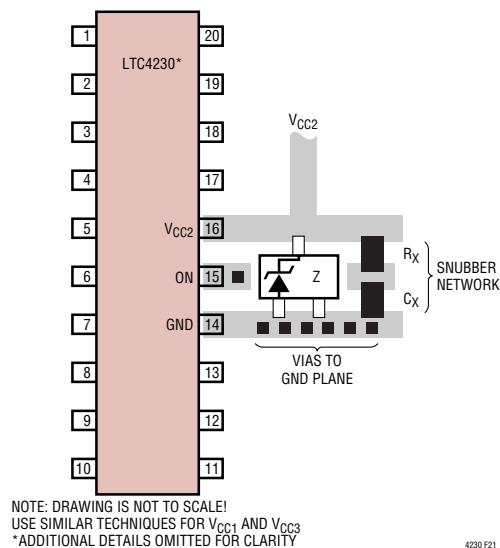 1 20
LTC4230*
2 19
3 18
V_CC2
4 17
5 V_CC2 16
R_X
SNUBBER
NETWORK
6 ON 15
Z
C_X
7 GND 14
VIAS TO
GND PLANE
8 13
9 12
10 11
NOTE: DRAWING IS NOT TO SCALE!
USE SIMILAR TECHNIQUES FOR V_CC1 AND V_CC3
*ADDITIONAL DETAILS OMITTED FOR CLARITY
4230 F21